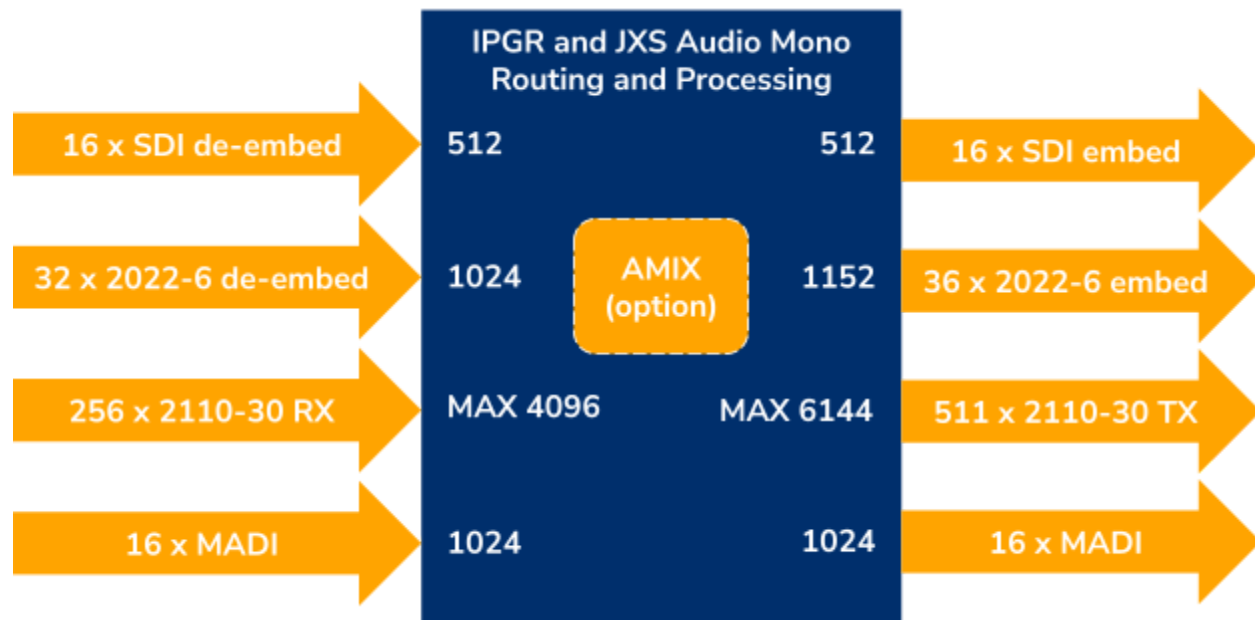 IPGR and JXS Audio Mono
Routing and Processing
16 x SDI de-embed
512
512
16 x SDI embed
32 x 2022-6 de-embed
1024
AMIX
(option)
1152
36 x 2022-6 embed
256 x 2110-30 RX
MAX 4096
MAX 6144
511 x 2110-30 TX
16 x MADI
1024
1024
16 x MADI